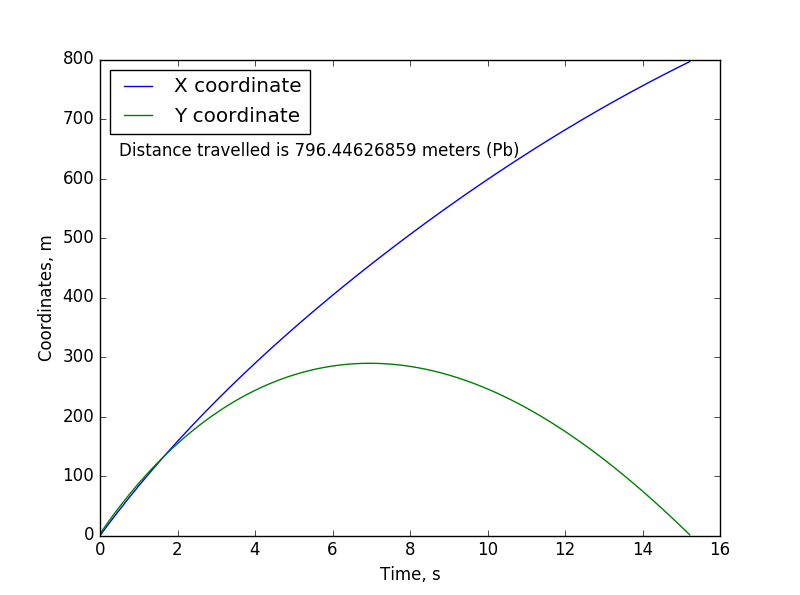 X coordinate
Y coordinate
Distance travelled is 796.44626859 meters (Pb)
800
700
600
500
400
300
200
100
0
Coordinates, m
0 2 4 6 8 10 12 14 16
Time, s